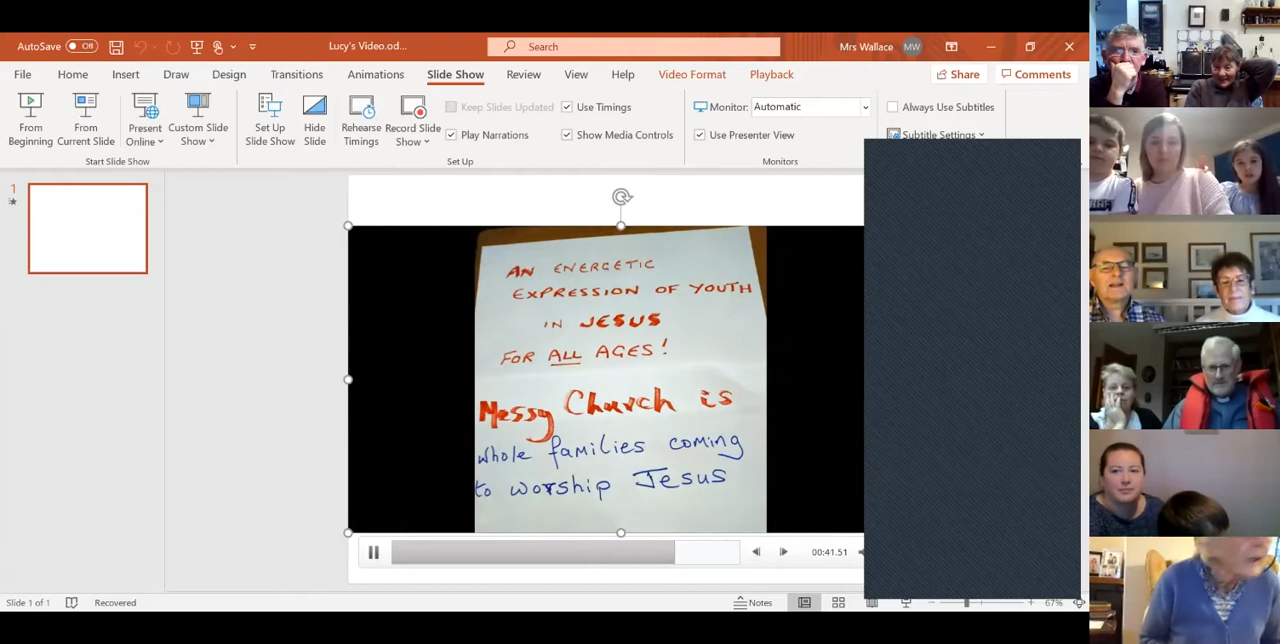 AutoSave Off
Lucy's Video.od...
Search
Mrs Wallace MW
File Home Insert Draw Design Transitions Animations Slide Show Review View Help Video Format Playback
Share Comments
From Beginning
From Current Slide
Present Online
Custom Slide Show
Set Up Slide Show
Hide Slide
Rehearse Timings
Record Slide Show
Keep Slides Updated
Use Timings
Play Narrations
Show Media Controls
Monitor: Automatic
Use Presenter View
Always Use Subtitles
Subtitle Settings
Start Slide Show
Set Up
Monitors
1
AN ENERGETIC
EXPRESSION OF YOUTH
IN JESUS
FOR ALL AGES!
Messy Church is
whole families coming
to worship Jesus
00:41.51
Slide 1 of 1
Recovered
Notes
67%